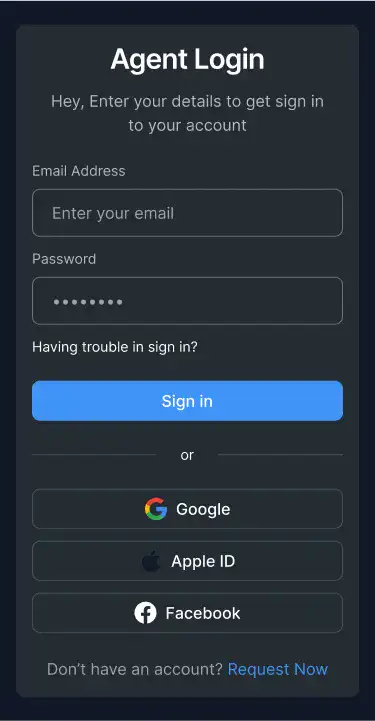 Agent Login
Hey, Enter your details to get sign in
to your account
Email Address
Enter your email
Password
••••••••
Having trouble in sign in?
Sign in
or
Google
Apple ID
Facebook
Don’t have an account? Request Now